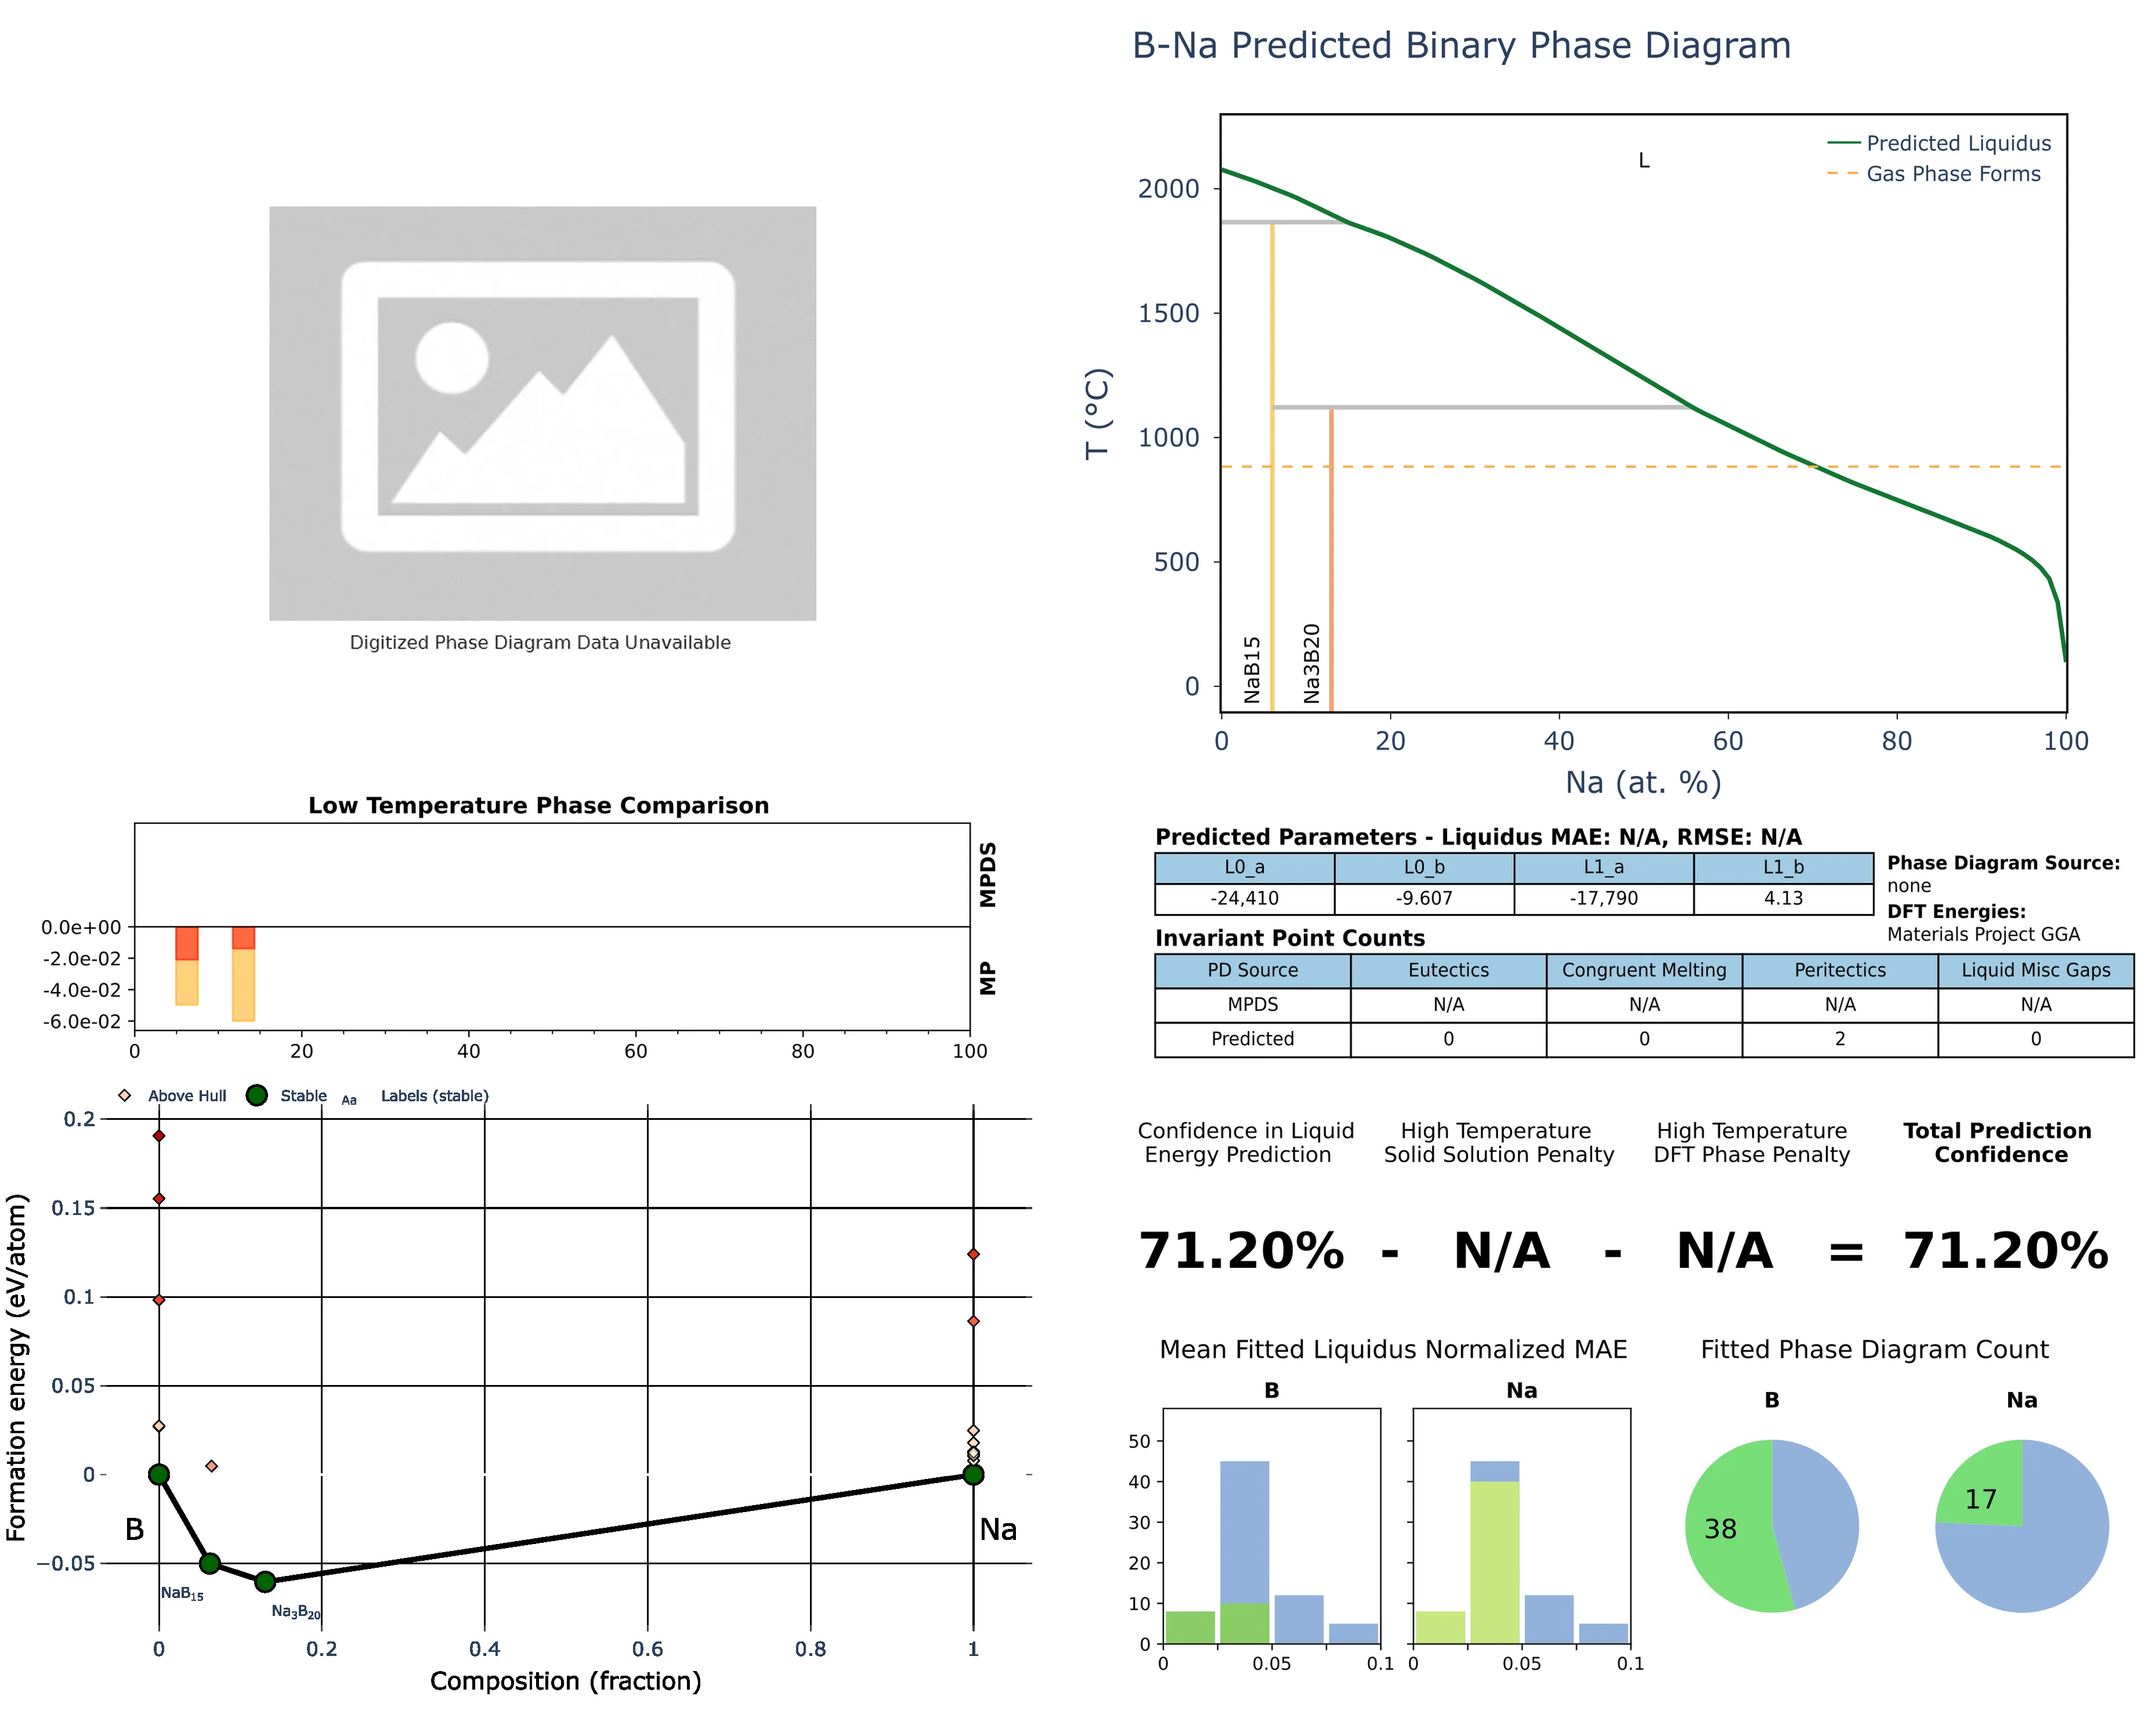 B-Na Predicted Binary Phase Diagram
Predicted Liquidus
Gas Phase Forms
L
T (°C)
2000
1500
1000
500
0
NaB15
Na3B20
0 20 40 60 80 100
Na (at. %)
Digitized Phase Diagram Data Unavailable
Low Temperature Phase Comparison
MPDS
MP
0.0e+00
-2.0e-02
-4.0e-02
-6.0e-02
0 20 40 60 80 100
Predicted Parameters - Liquidus MAE: N/A, RMSE: N/A
L0_a L0_b L1_a L1_b
-24,410 -9.607 -17,790 4.13
Phase Diagram Source:
none
DFT Energies:
Materials Project GGA
Invariant Point Counts
PD Source Eutectics Congruent Melting Peritectics Liquid Misc Gaps
MPDS N/A N/A N/A N/A
Predicted 0 0 2 0
Above Hull Stable Aa Labels (stable)
Formation energy (eV/atom)
0.2
0.15
0.1
0.05
0
−0.05
B
Na
NaB15
Na3B20
0 0.2 0.4 0.6 0.8 1
Composition (fraction)
Confidence in Liquid
Energy Prediction
High Temperature
Solid Solution Penalty
High Temperature
DFT Phase Penalty
Total Prediction
Confidence
71.20% - N/A - N/A = 71.20%
Mean Fitted Liquidus Normalized MAE
B
Na
50
40
30
20
10
0
0 0.05 0.1
0 0.05 0.1
Fitted Phase Diagram Count
B
Na
38
17